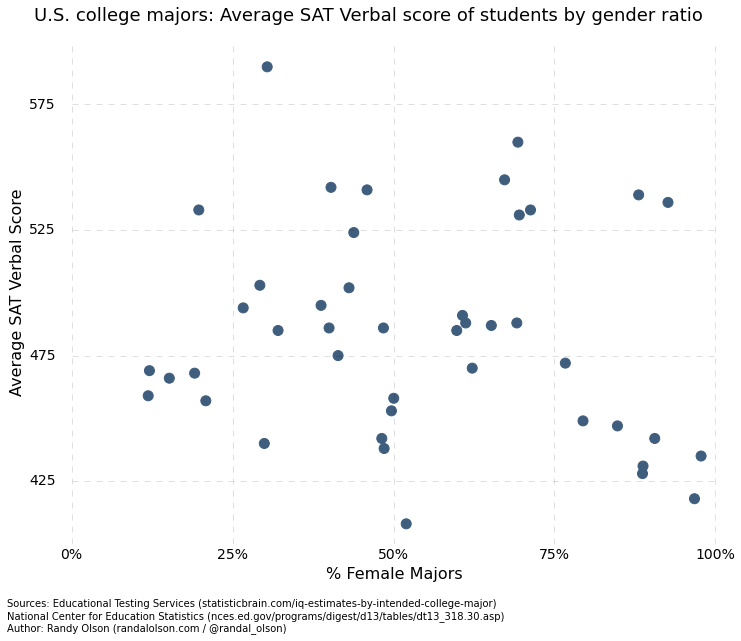 U.S. college majors: Average SAT Verbal score of students by gender ratio
575
525
475
425
Average SAT Verbal Score
0% 25% 50% 75% 100%
% Female Majors
Sources: Educational Testing Services (statisticbrain.com/iq-estimates-by-intended-college-major)
National Center for Education Statistics (nces.ed.gov/programs/digest/d13/tables/dt13_318.30.asp)
Author: Randy Olson (randalolson.com / @randal_olson)